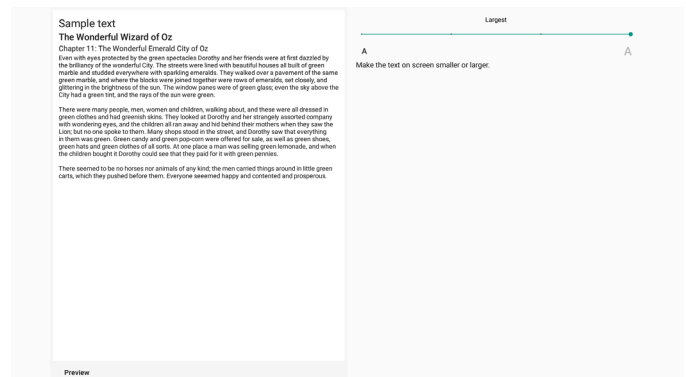 Sample text
The Wonderful Wizard of Oz
Chapter 11: The Wonderful Emerald City of Oz
Even with eyes protected by the green spectacles Dorothy and her friends were at first dazzled by
the brilliancy of the wonderful City. The streets were lined with beautiful houses all built of green
marble and studded everywhere with sparkling emeralds. They walked over a pavement of the same
green marble, and where the blocks were joined together were rows of emeralds, set closely, and
glittering in the brightness of the sun. The window panes were of green glass; even the sky above the
City had a green tint, and the rays of the sun were green.
There were many people, men, women and children, walking about, and these were all dressed in
green clothes and had greenish skins. They looked at Dorothy and her strangely assorted company
with wondering eyes, and the children all ran away and hid behind their mothers when they saw the
Lion; but no one spoke to them. Many shops stood in the street, and Dorothy saw that everything
in them was green. Green candy and green pop-corn were offered for sale, as well as green shoes,
green hats and green clothes of all sorts. At one place a man was selling green lemonade, and when
the children bought it Dorothy could see that they paid for it with green pennies.
There seemed to be no horses nor animals of any kind; the men carried things around in little green
carts, which they pushed before them. Everyone seeemed happy and contented and prosperous.
Preview
Largest
A A
Make the text on screen smaller or larger.